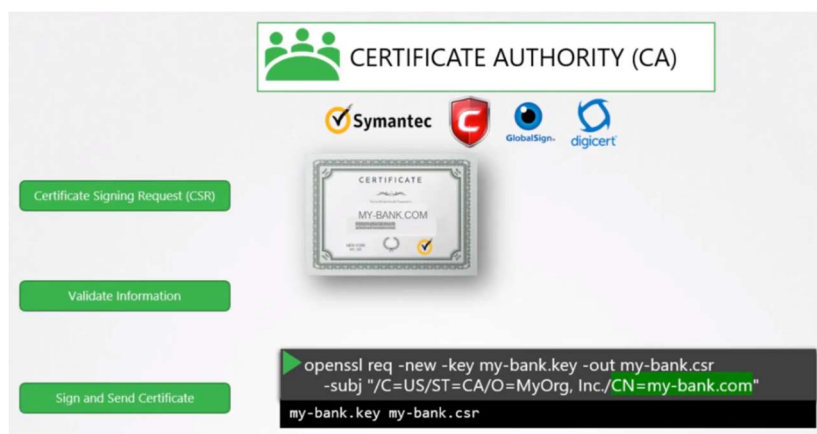 CERTIFICATE AUTHORITY (CA)
Symantec
C
GlobalSign.
digicert
Certificate Signing Request (CSR)
CERTIFICATE
MY-BANK.COM
Validate Information
openssl req -new -key my-bank.key -out my-bank.csr
-subj "/C=US/ST=CA/O=MyOrg, Inc./CN=my-bank.com"
Sign and Send Certificate
my-bank.key my-bank.csr